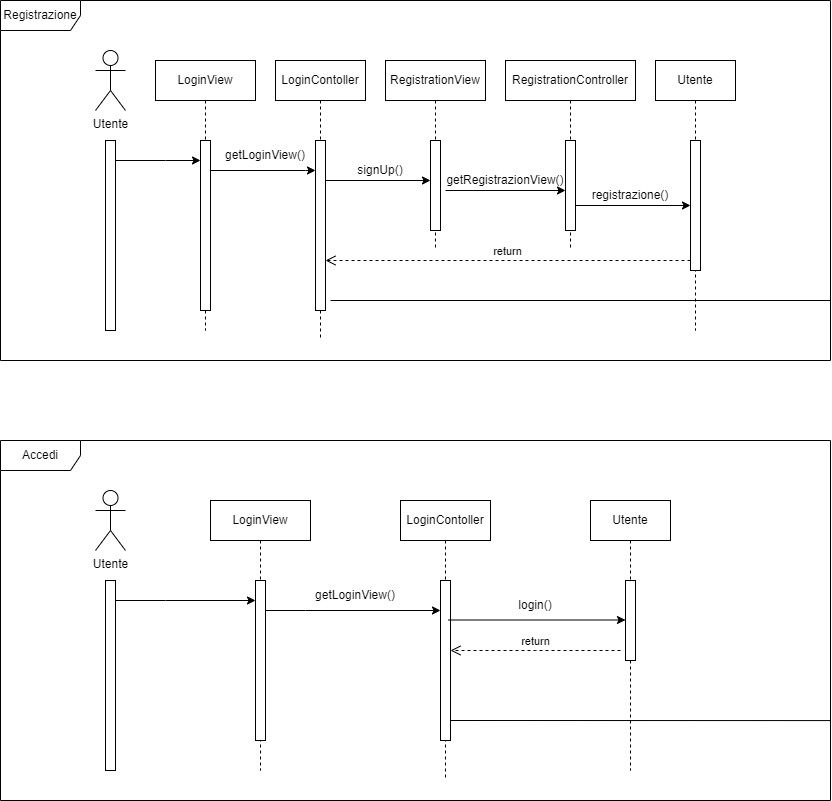 Registrazione
LoginView
LoginContoller
RegistrationView
RegistrationController
Utente
Utente
getLoginView()
signUp()
getRegistrazionView()
registrazione()
return
Accedi
LoginView
LoginContoller
Utente
Utente
getLoginView()
login()
return